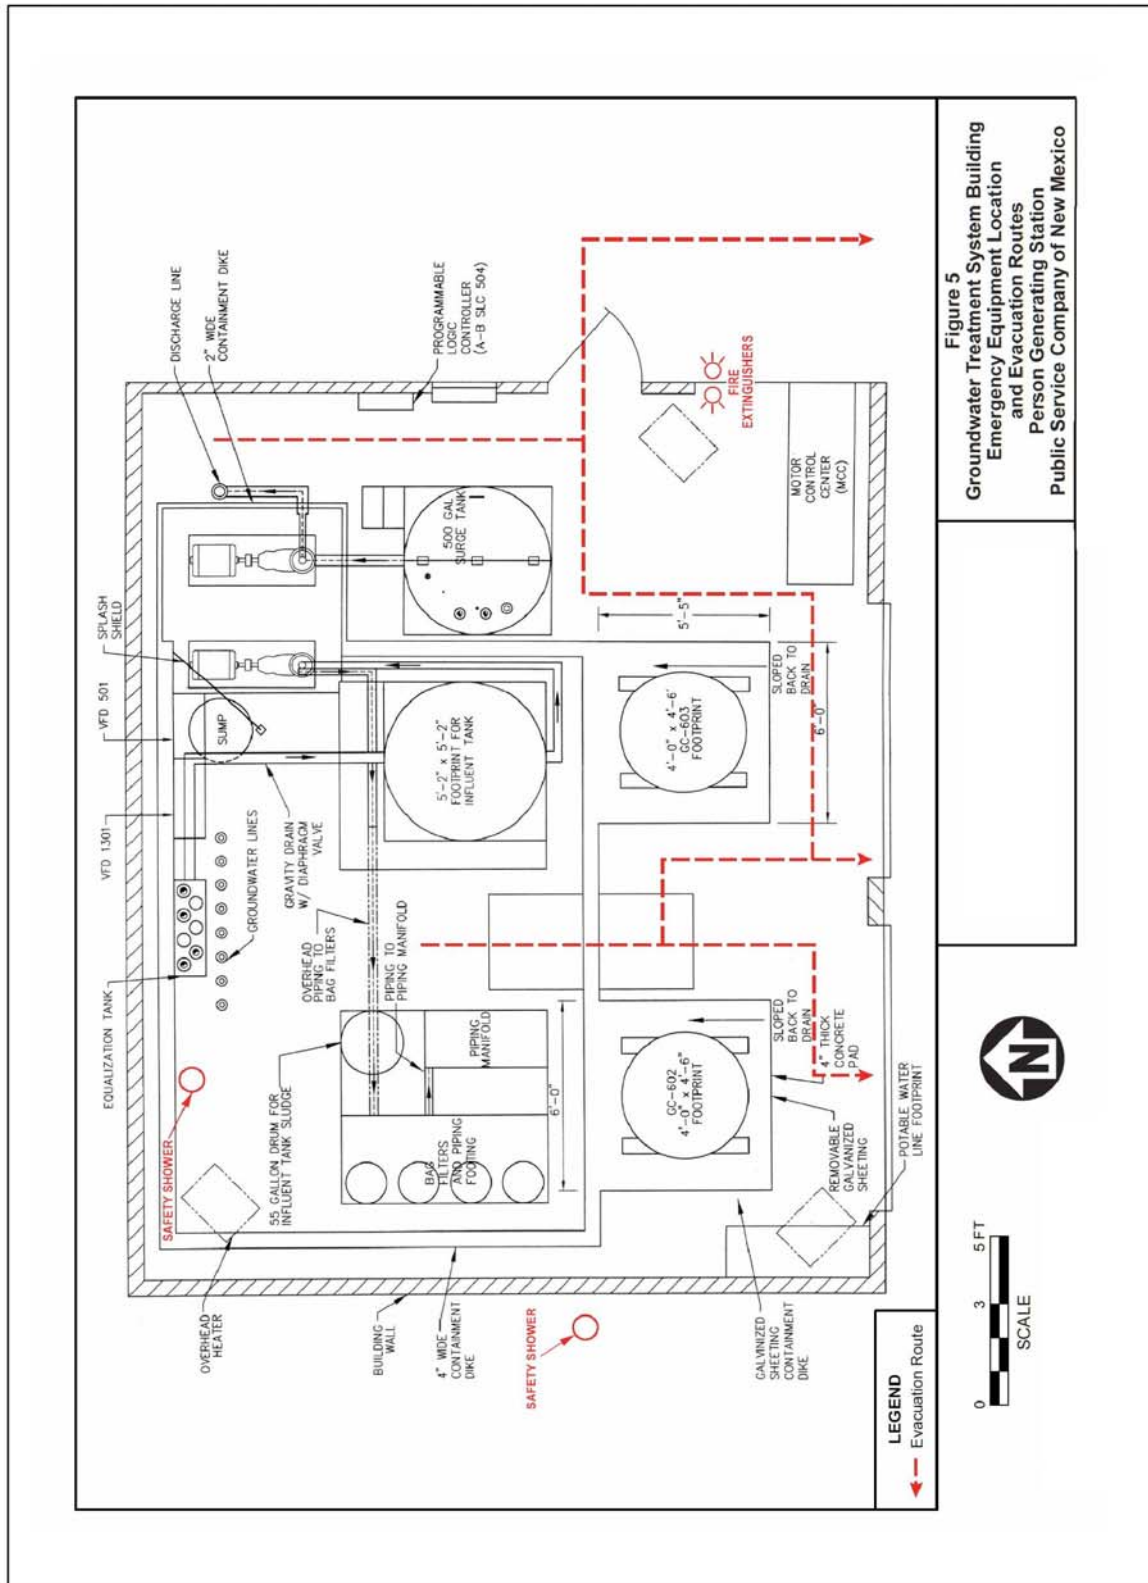 DISCHARGE LINE
2" WIDE
CONTAINMENT DIKE
PROGRAMMABLE
LOGIC
CONTROLLER
(A-B SLC 504)
SPLASH
SHIELD
VFD 501
VFD 1301
EQUALIZATION TANK
SAFETY SHOWER
SUMP
GROUNDWATER LINES
GRAVITY DRAIN
W/ DIAPHRAGM
VALVE
OVERHEAD
PIPING TO
BAG FILTERS
PIPING TO
PIPING MANIFOLD
55 GALLON DRUM FOR
INFLUENT TANK SLUDGE
OVERHEAD
HEATER
500 GAL
SURGE TANK
5'-2" x 5'-2"
FOOTPRINT FOR
INFLUENT TANK
PIPING
MANIFOLD
BAG
FILTERS
AND PIPING
FOOTING
6'-0"
BUILDING
WALL
4" WIDE
CONTAINMENT
DIKE
SAFETY SHOWER
FIRE
EXTINGUISHERS
MOTOR
CONTROL
CENTER
(MCC)
5'-5"
4'-0" x 4'-6'
GC-603
FOOTPRINT
SLOPED
BACK TO
DRAIN
6'-0"
GC-602
4'-0" x 4'-6"
FOOTPRINT
SLOPED
BACK TO
DRAIN
4" THICK
CONCRETE
PAD
REMOVABLE
GALVANIZED
SHEETING
POTABLE WATER
LINE FOOTPRINT
GALVINIZED
SHEETING
CONTAINMENT
DIKE
LEGEND
Evacuation Route
N
0 3 5 FT
SCALE
Figure 5
Groundwater Treatment System Building
Emergency Equipment Location
and Evacuation Routes
Person Generating Station
Public Service Company of New Mexico